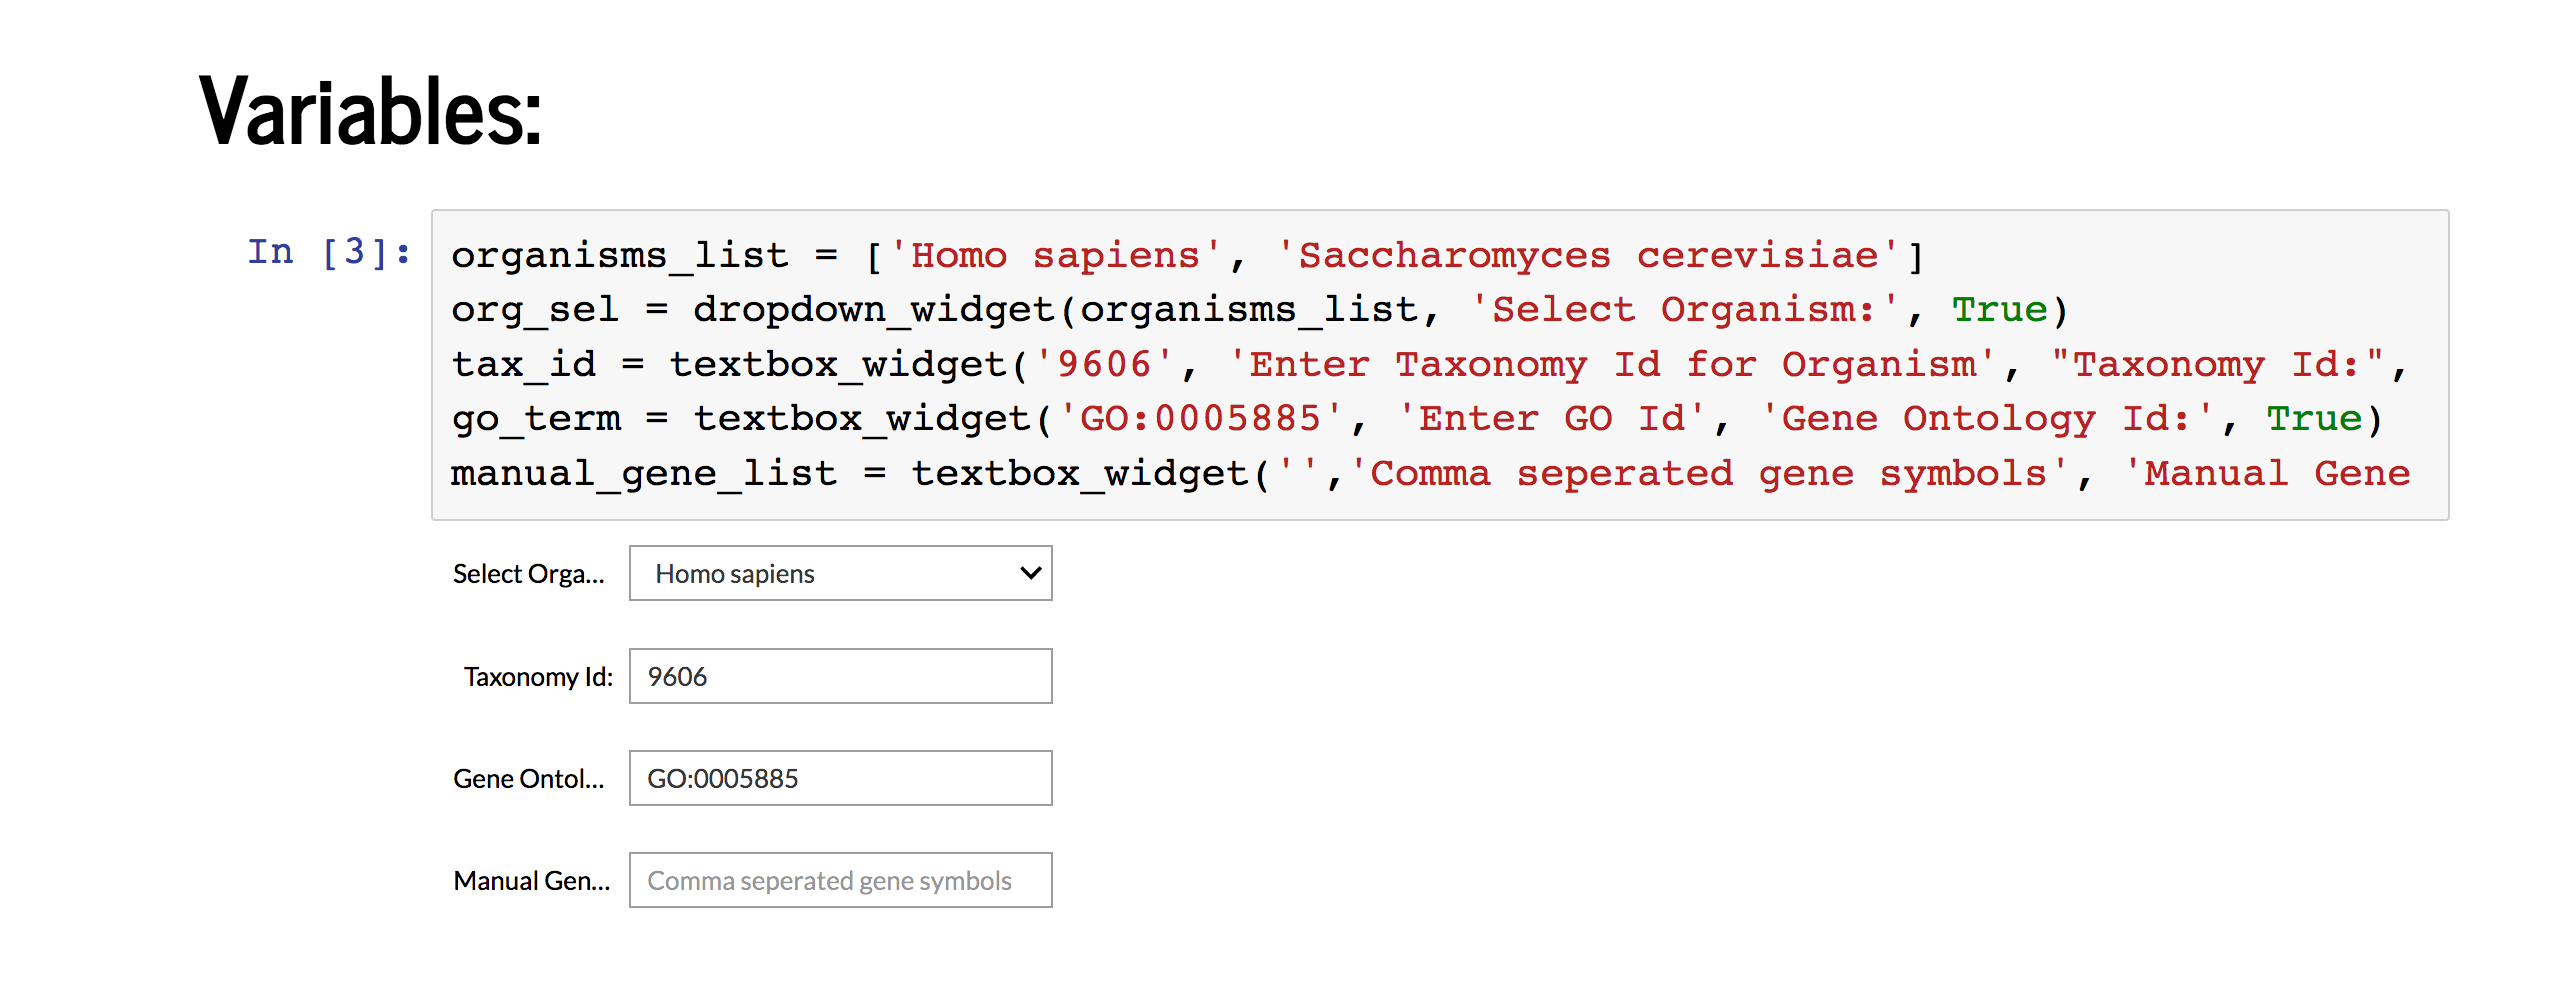 Variables:
In [3]:
organisms_list = ['Homo sapiens', 'Saccharomyces cerevisiae']
org_sel = dropdown_widget(organisms_list, 'Select Organism:', True)
tax_id = textbox_widget('9606', 'Enter Taxonomy Id for Organism', "Taxonomy Id:",
go_term = textbox_widget('GO:0005885', 'Enter GO Id', 'Gene Ontology Id:', True)
manual_gene_list = textbox_widget('','Comma seperated gene symbols', 'Manual Gene
Select Orga... Homo sapiens
Taxonomy Id: 9606
Gene Ontol... GO:0005885
Manual Gen... Comma seperated gene symbols